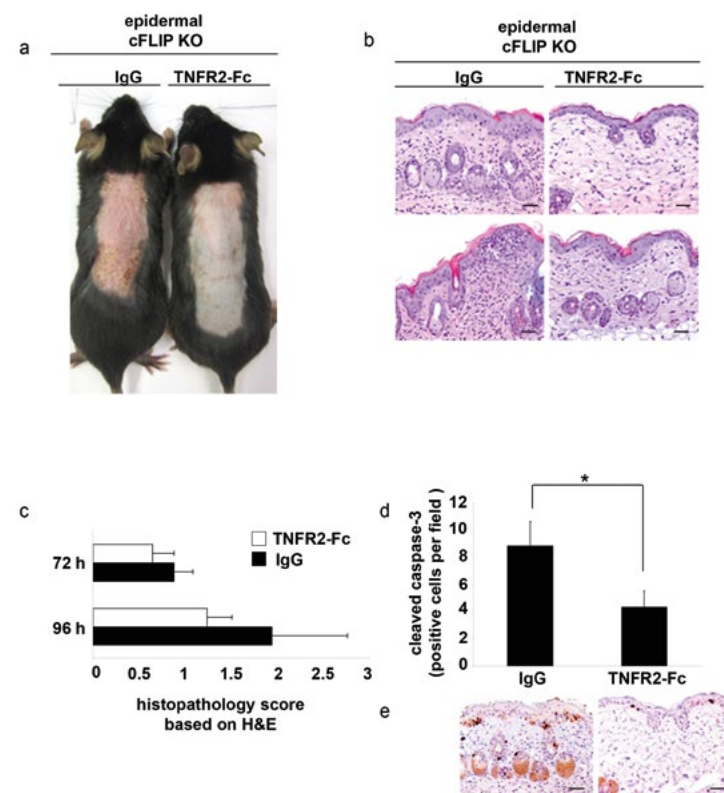 a
epidermal
cFLIP KO
IgG TNFR2-Fc
b
epidermal
cFLIP KO
IgG TNFR2-Fc
c
TNFR2-Fc
IgG
72 h
96 h
0 0.5 1 1.5 2 2.5 3
histopathology score
based on H&E
d
*
cleaved caspase-3
(positive cells per field )
12
10
8
6
4
2
0
IgG TNFR2-Fc
e